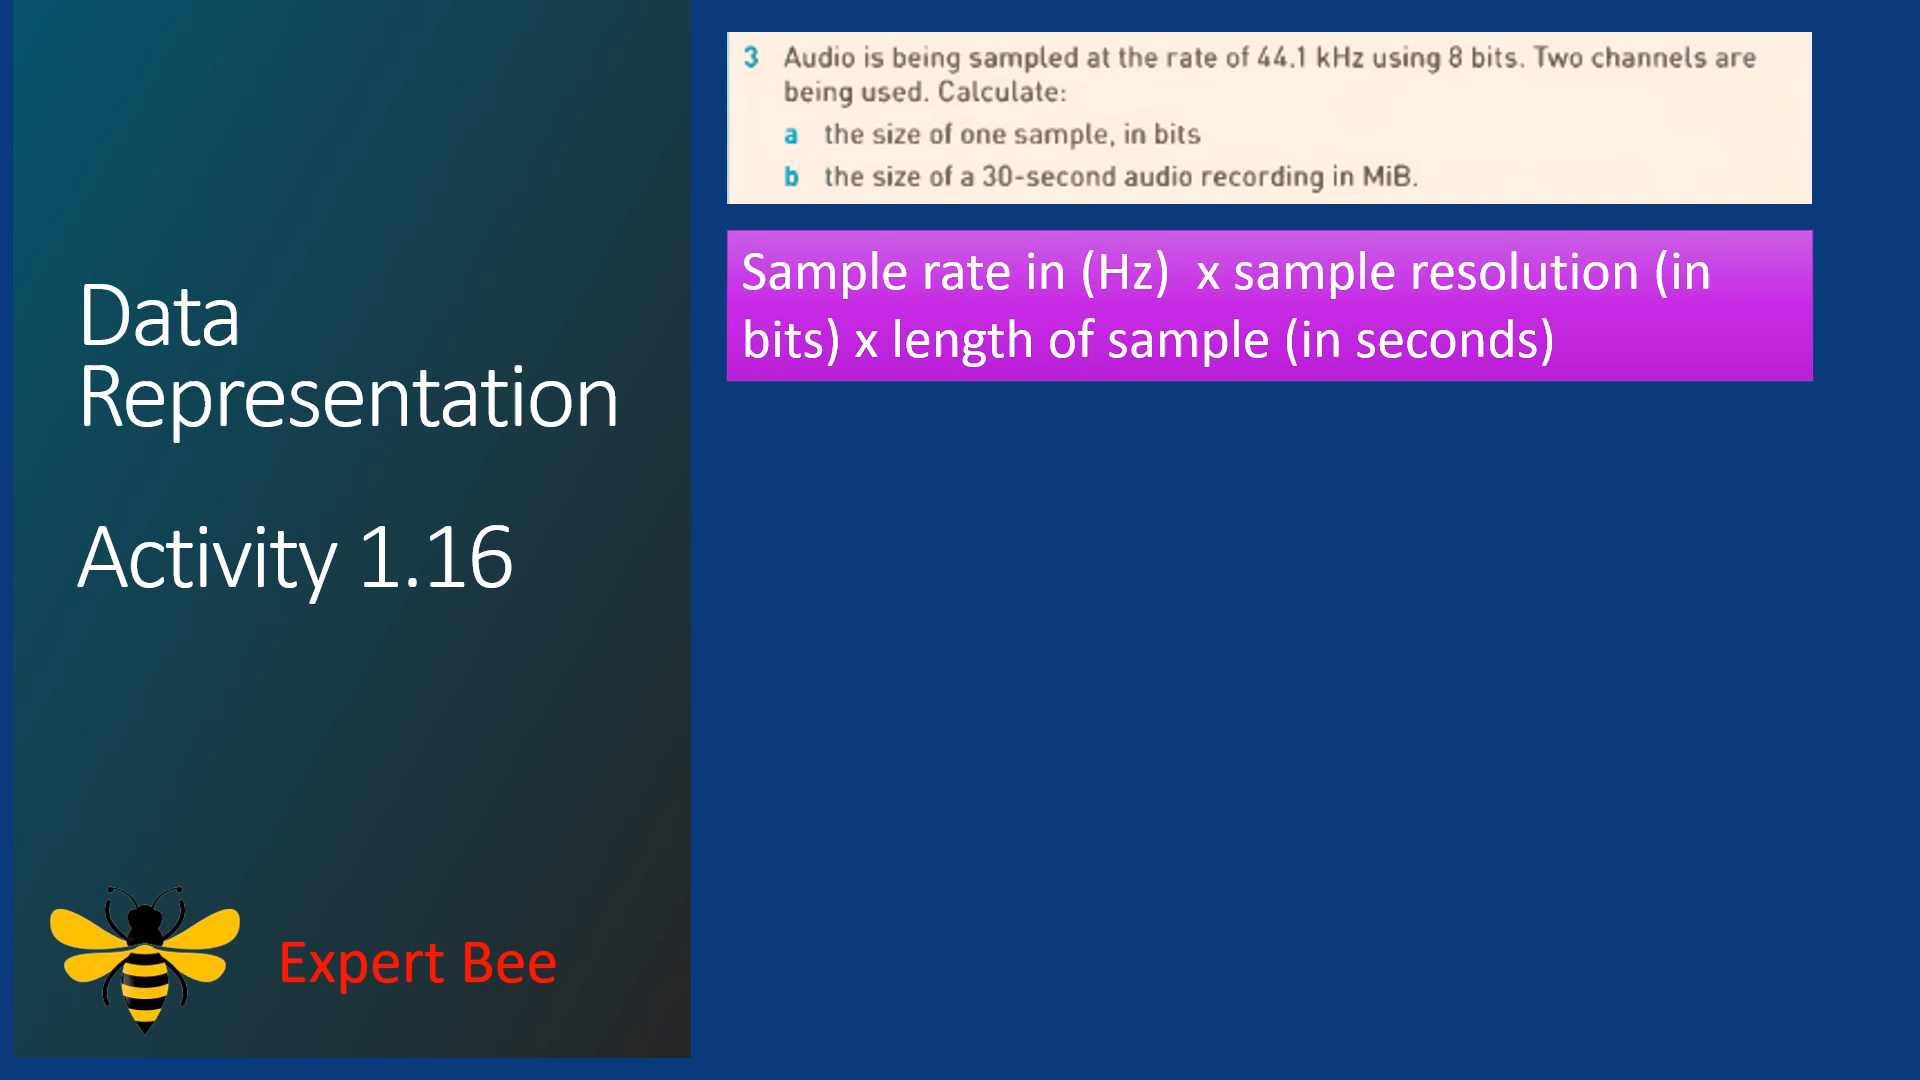 Data
Representation
Activity 1.16
Expert Bee
3 Audio is being sampled at the rate of 44.1 kHz using 8 bits. Two channels are
being used. Calculate:
a the size of one sample, in bits
b the size of a 30-second audio recording in MiB.
Sample rate in (Hz) x sample resolution (in
bits) x length of sample (in seconds)